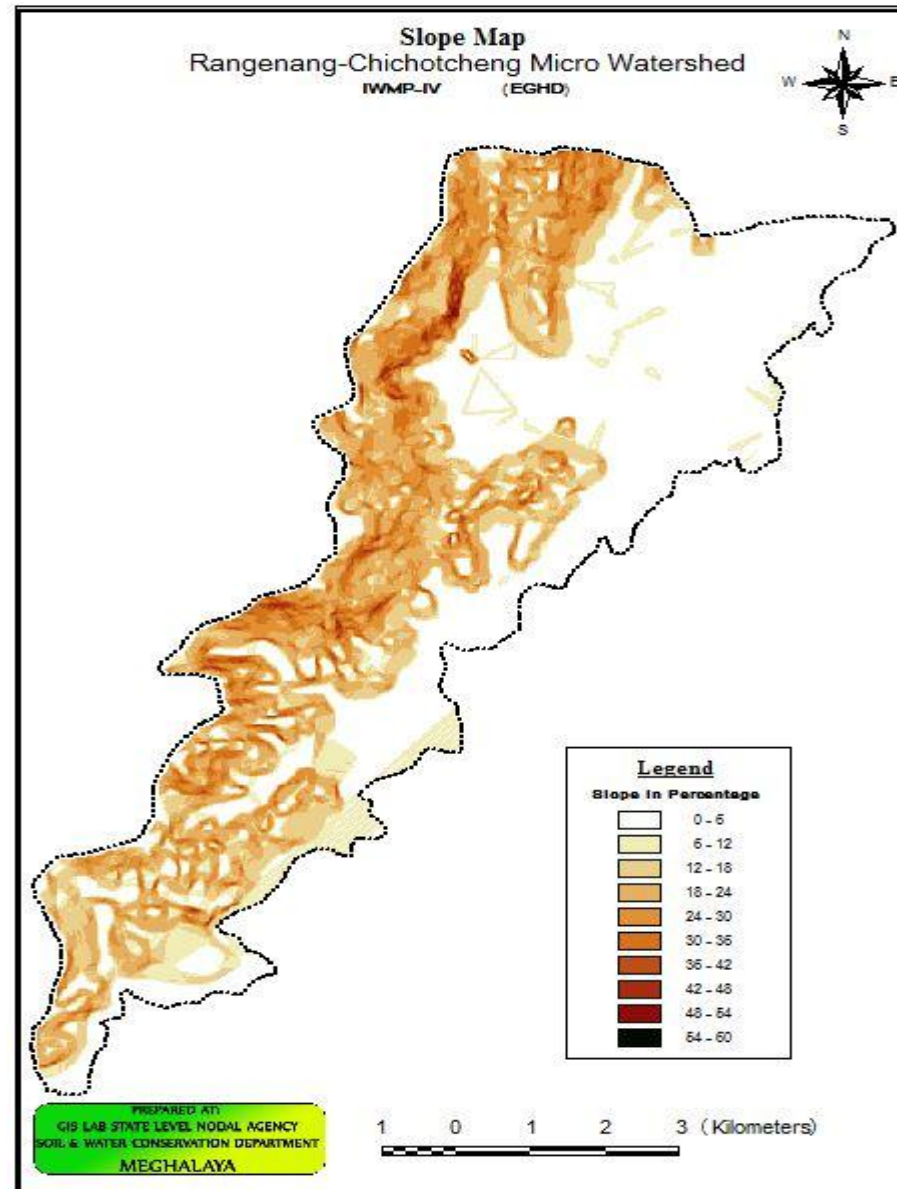 Slope Map
Rangenang-Chichotcheng Micro Watershed
IWMP-IV (EGHD)
N
W E
S
Legend
Slope in Percentage
0 - 6
6 - 12
12 - 18
18 - 24
24 - 30
30 - 36
36 - 42
42 - 48
48 - 54
54 - 60
PREPARED AT:
GIS LAB STATE LEVEL NODAL AGENCY
SOIL & WATER CONSERVATION DEPARTMENT
MEGHALAYA
1 0 1 2 3 (Kilometers)